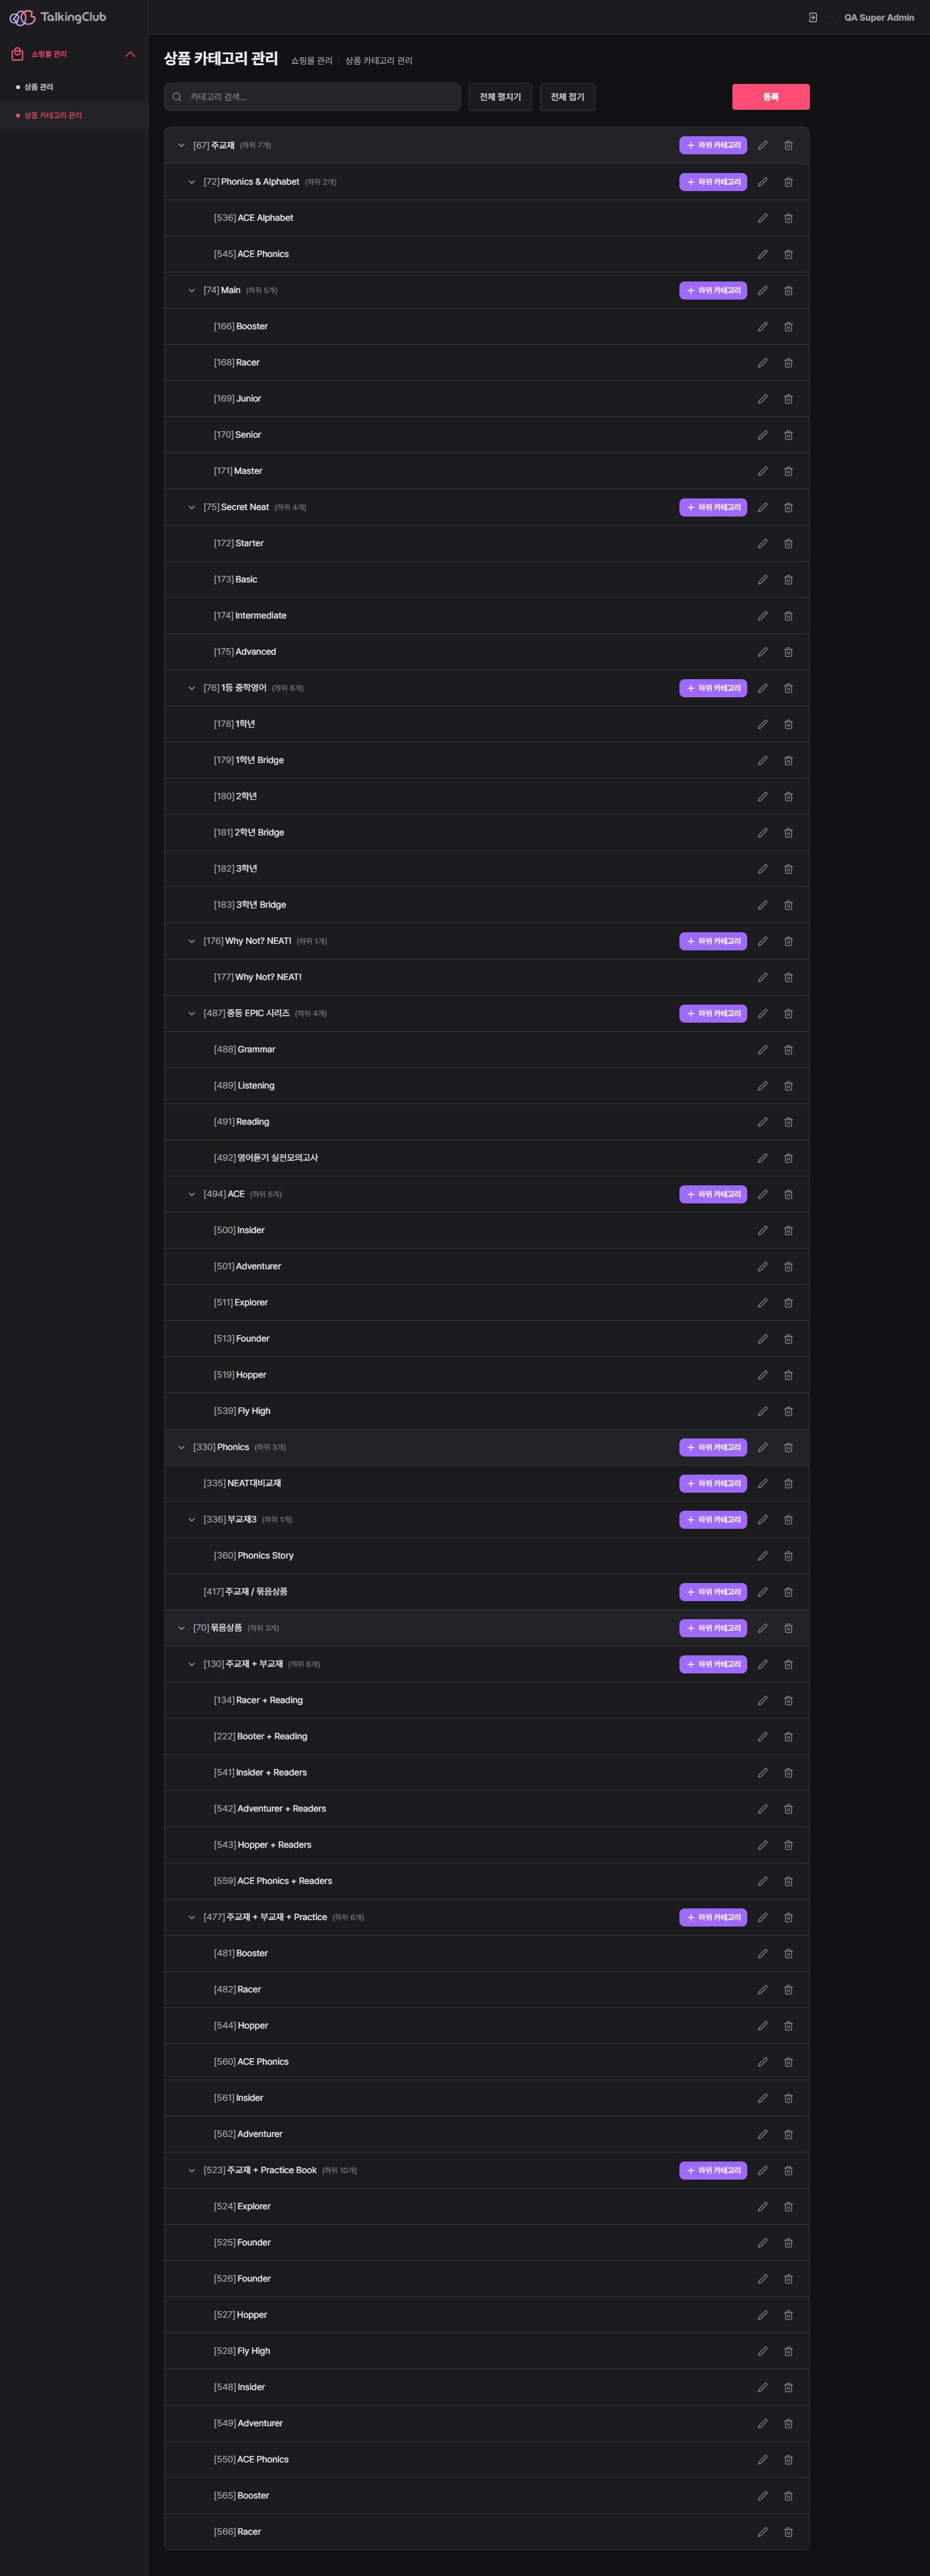 TalkingClub
QA Super Admin
쇼핑몰 관리
상품 관리
상품 카테고리 관리
상품 카테고리 관리 쇼핑몰 관리 상품 카테고리 관리
카테고리 검색... 전체 펼치기 전체 접기 등록
[67] 주교재 (하위 7개) + 하위 카테고리
[72] Phonics & Alphabet (하위 2개) + 하위 카테고리
[536] ACE Alphabet
[545] ACE Phonics
[74] Main (하위 5개) + 하위 카테고리
[166] Booster
[168] Racer
[169] Junior
[170] Senior
[171] Master
[75] Secret Neat (하위 4개) + 하위 카테고리
[172] Starter
[173] Basic
[174] Intermediate
[175] Advanced
[76] 1등 중학영어 (하위 6개) + 하위 카테고리
[178] 1학년
[179] 1학년 Bridge
[180] 2학년
[181] 2학년 Bridge
[182] 3학년
[183] 3학년 Bridge
[176] Why Not? NEAT! (하위 1개) + 하위 카테고리
[177] Why Not? NEAT!
[487] 중등 EPIC 시리즈 (하위 4개) + 하위 카테고리
[488] Grammar
[489] Listening
[491] Reading
[492] 영어듣기 실전모의고사
[494] ACE (하위 6개) + 하위 카테고리
[500] Insider
[501] Adventurer
[511] Explorer
[513] Founder
[519] Hopper
[539] Fly High
[330] Phonics (하위 3개) + 하위 카테고리
[335] NEAT대비교재 + 하위 카테고리
[336] 부교재3 (하위 1개) + 하위 카테고리
[360] Phonics Story
[417] 주교재 / 묶음상품 + 하위 카테고리
[70] 묶음상품 (하위 3개) + 하위 카테고리
[130] 주교재 + 부교재 (하위 6개) + 하위 카테고리
[134] Racer + Reading
[222] Booter + Reading
[541] Insider + Readers
[542] Adventurer + Readers
[543] Hopper + Readers
[559] ACE Phonics + Readers
[477] 주교재 + 부교재 + Practice (하위 6개) + 하위 카테고리
[481] Booster
[482] Racer
[544] Hopper
[560] ACE Phonics
[561] Insider
[562] Adventurer
[523] 주교재 + Practice Book (하위 10개) + 하위 카테고리
[524] Explorer
[525] Founder
[526] Founder
[527] Hopper
[528] Fly High
[548] Insider
[549] Adventurer
[550] ACE Phonics
[565] Booster
[566] Racer